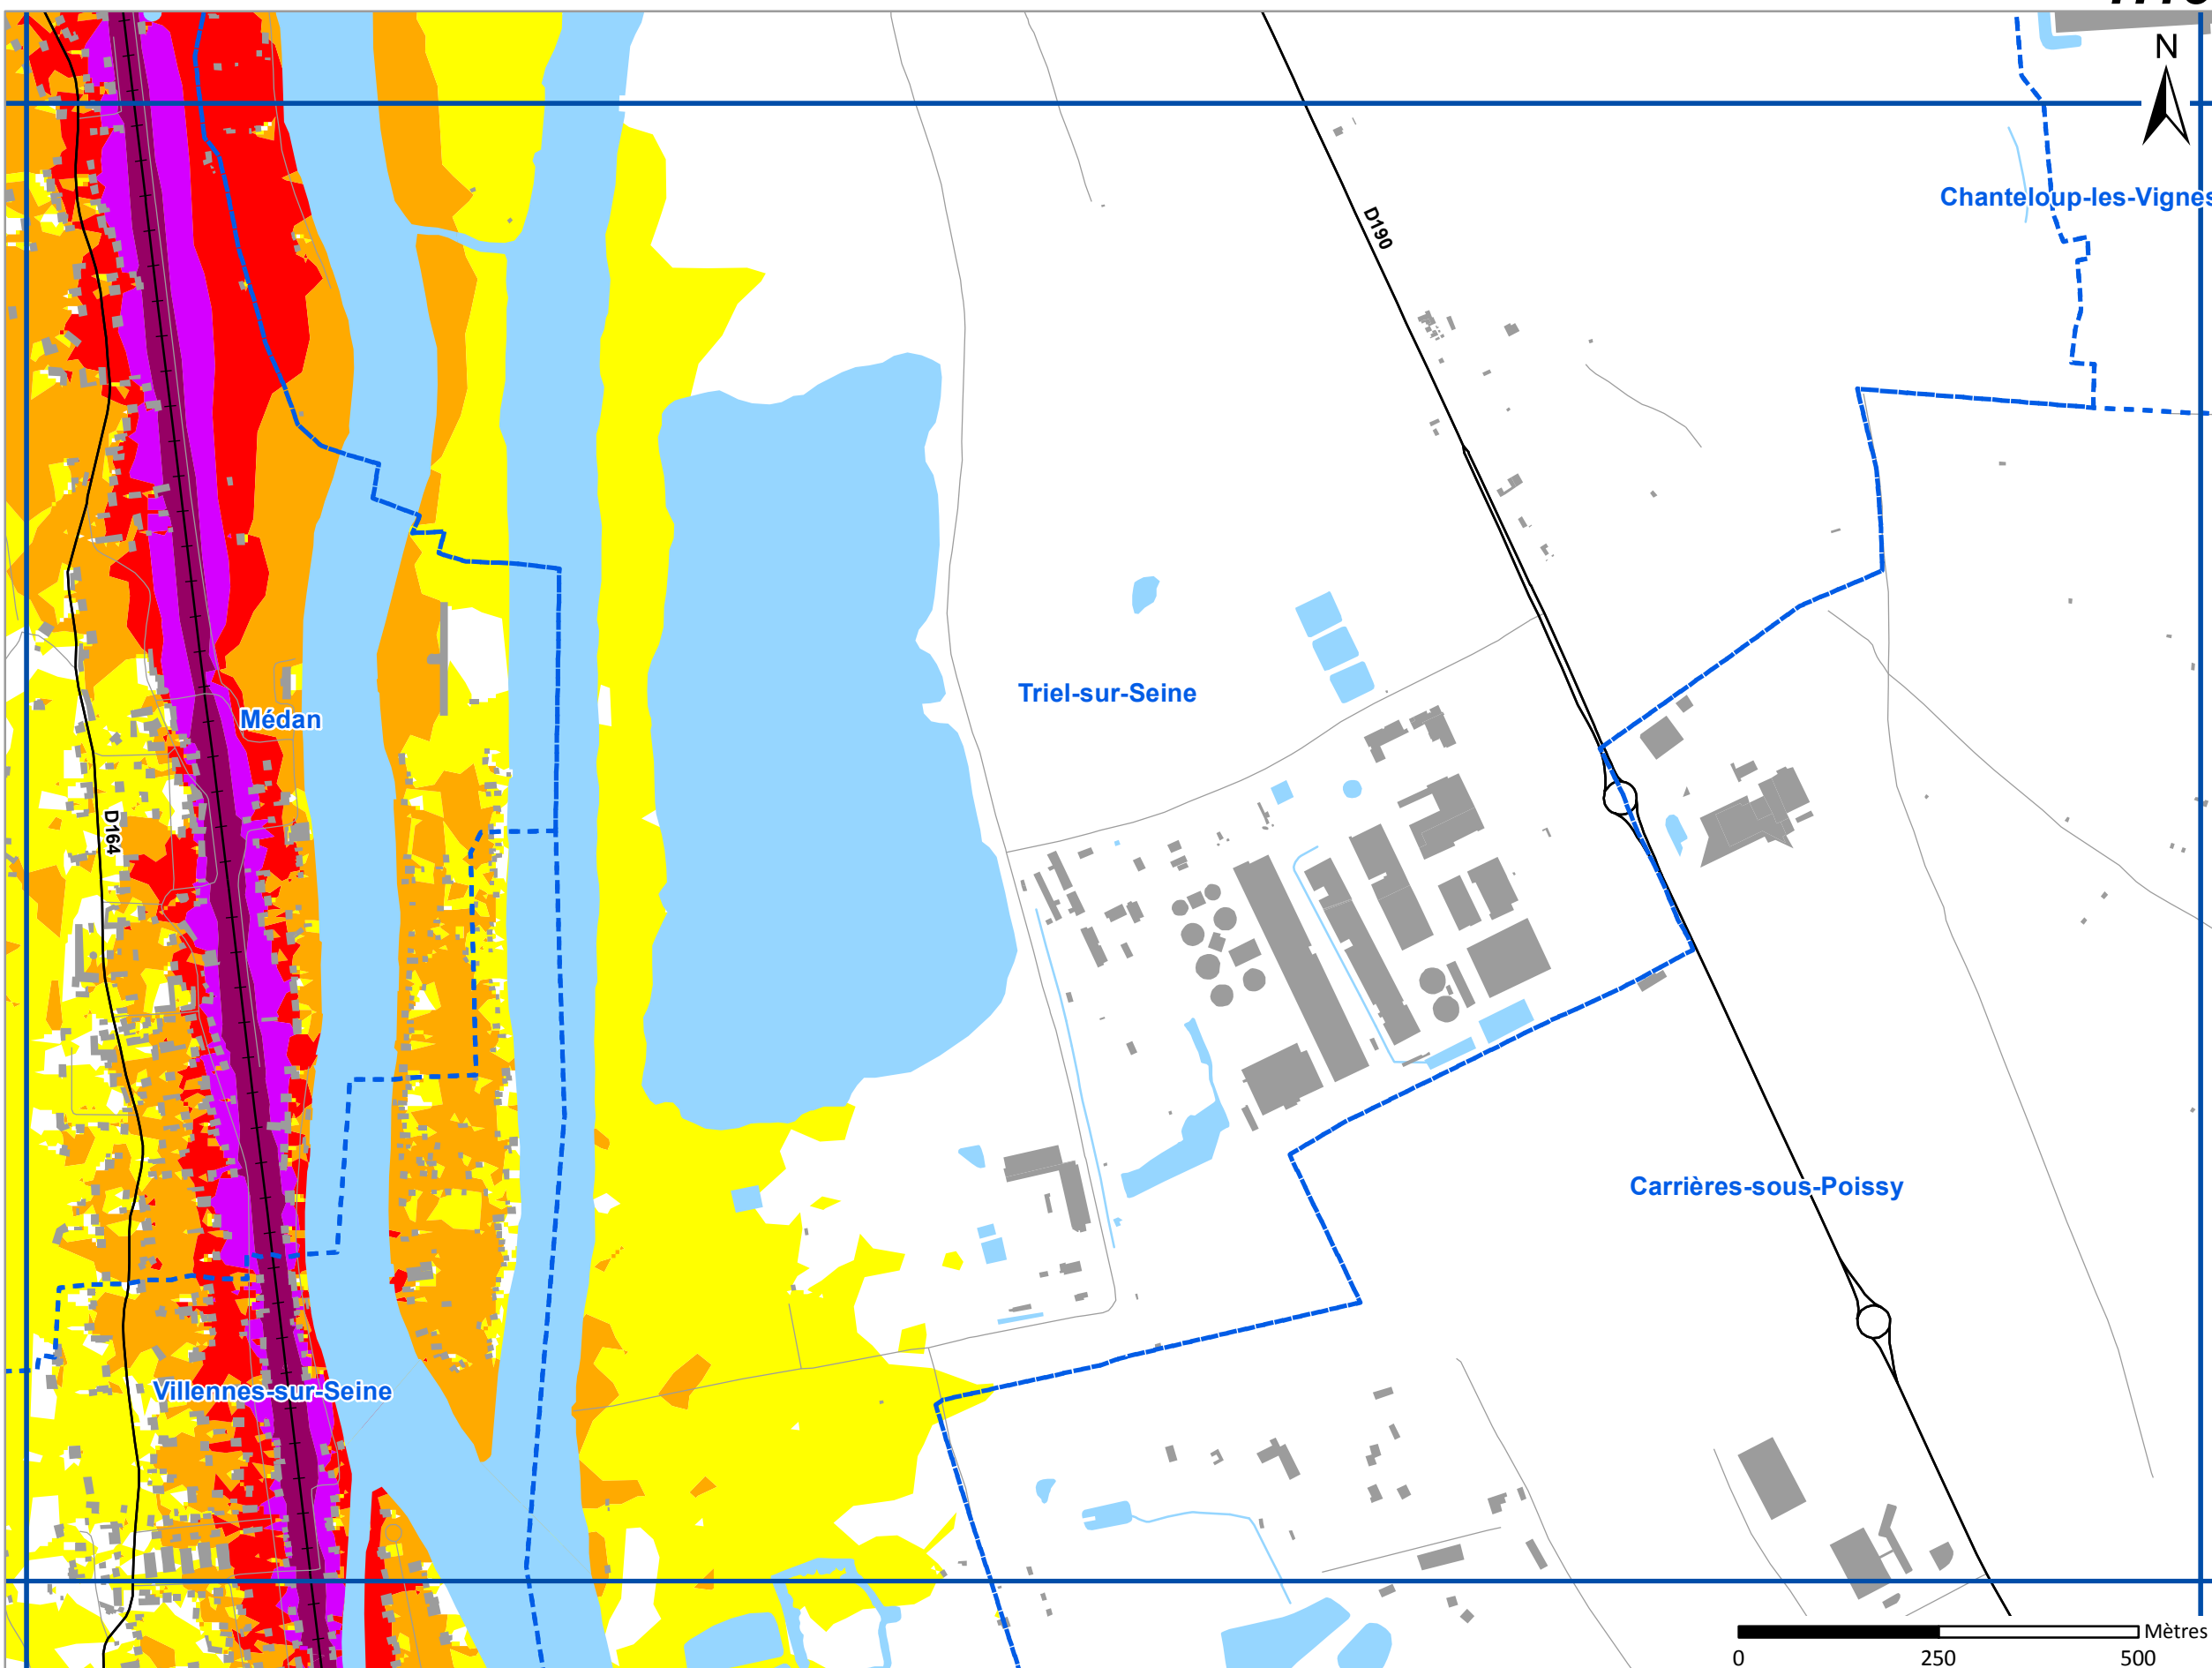 N
Chanteloup-les-Vignes
D190
Triel-sur-Seine
Médan
D164
Carrières-sous-Poissy
Villennes-sur-Seine
Mètres
0 250 500